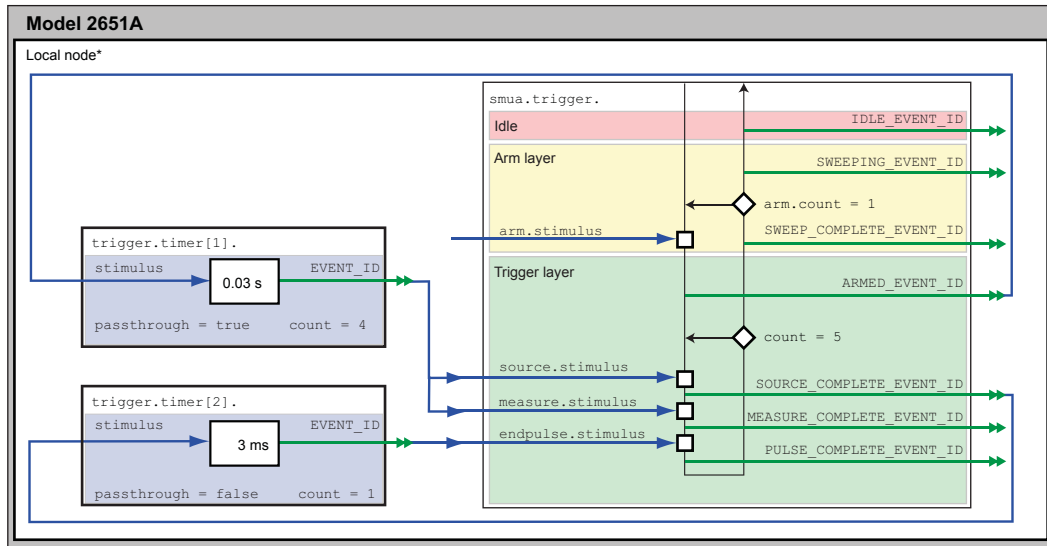 Model 2651A
Local node*
smua.trigger.
Idle
IDLE_EVENT_ID
Arm layer
SWEEPING_EVENT_ID
arm.count = 1
arm.stimulus
SWEEP_COMPLETE_EVENT_ID
trigger.timer[1].
stimulus
EVENT_ID
0.03 s
passthrough = true
count = 4
Trigger layer
ARMED_EVENT_ID
count = 5
source.stimulus
SOURCE_COMPLETE_EVENT_ID
measure.stimulus
MEASURE_COMPLETE_EVENT_ID
endpulse.stimulus
PULSE_COMPLETE_EVENT_ID
trigger.timer[2].
stimulus
EVENT_ID
3 ms
passthrough = false
count = 1